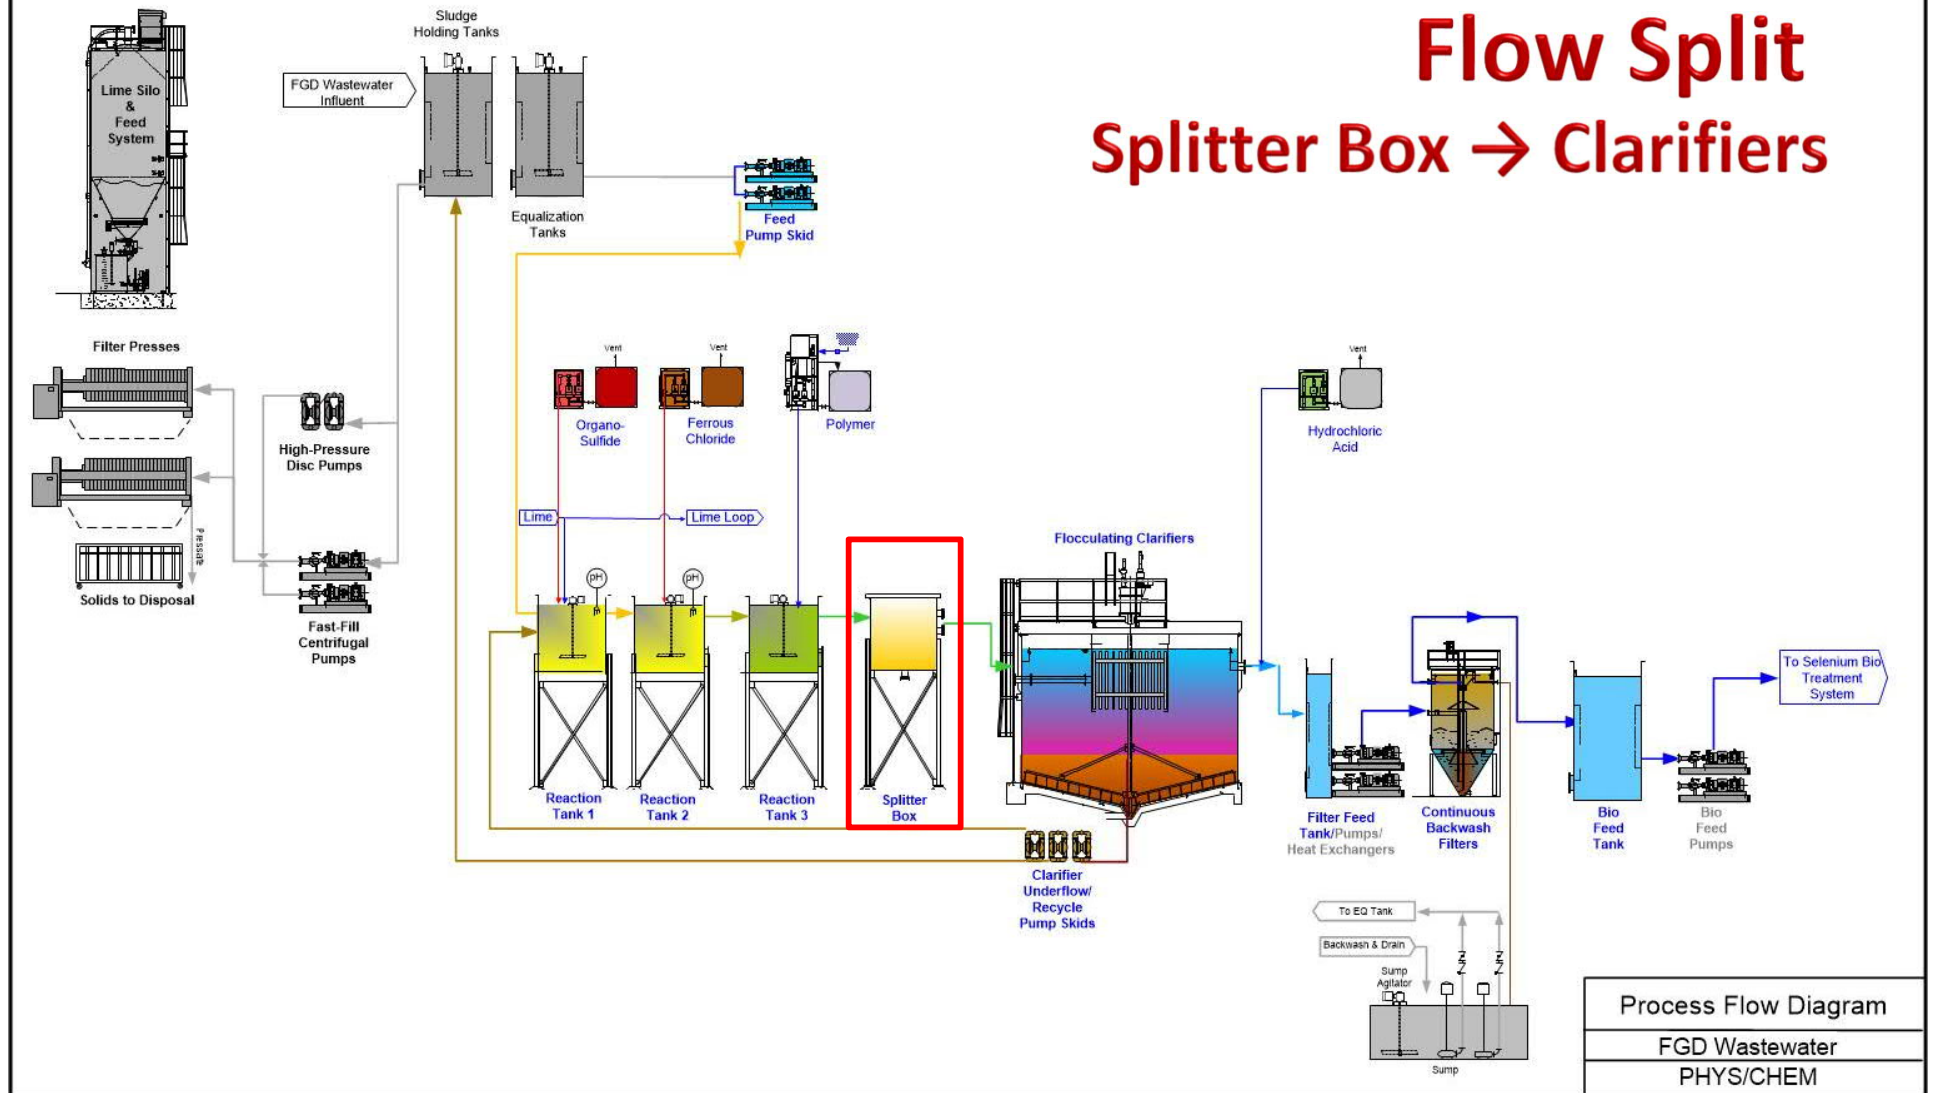 Flow Split
Splitter Box → Clarifiers
Sludge
Holding Tanks
FGD Wastewater
Influent
Lime Silo
&
Feed
System
Equalization
Tanks
Feed
Pump Skid
Filter Presses
High-Pressure
Disc Pumps
Pressate
Solids to Disposal
Fast-Fill
Centrifugal
Pumps
Vent
Organo-
Sulfide
Vent
Ferrous
Chloride
Polymer
Vent
Hydrochloric
Acid
Lime
Lime Loop
pH
pH
Flocculating Clarifiers
Reaction
Tank 1
Reaction
Tank 2
Reaction
Tank 3
Splitter
Box
Clarifier
Underflow/
Recycle
Pump Skids
Filter Feed
Tank/Pumps/
Heat Exchangers
Continuous
Backwash
Filters
Bio
Feed
Tank
Bio
Feed
Pumps
To Selenium Bio
Treatment
System
To EQ Tank
Backwash & Drain
Sump
Agitator
Sump
Process Flow Diagram
FGD Wastewater
PHYS/CHEM